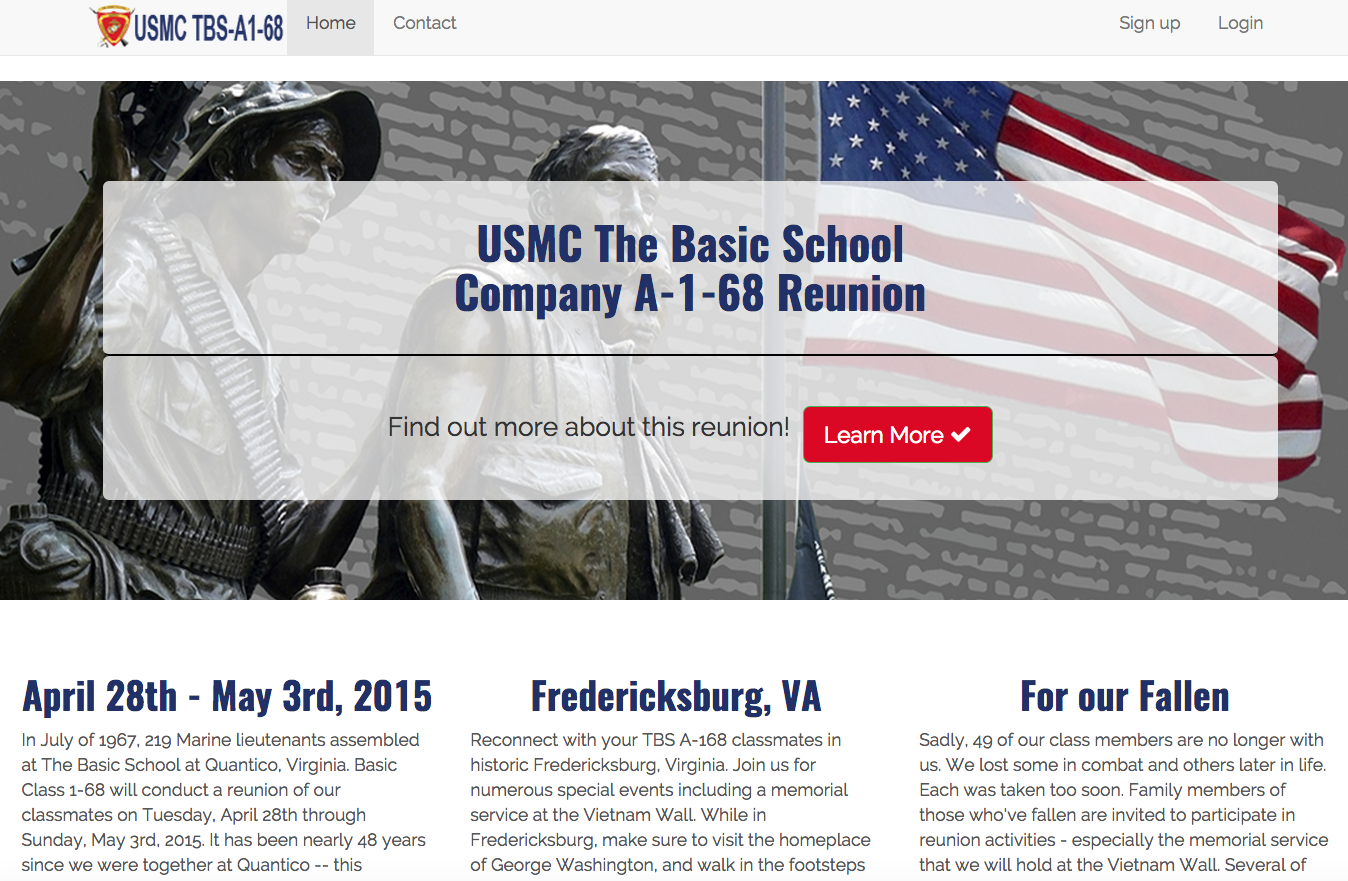 USMC TBS-A1-68
Home
Contact
Sign up
Login
USMC The Basic School
Company A-1-68 Reunion
Find out more about this reunion!
Learn More
April 28th - May 3rd, 2015
In July of 1967, 219 Marine lieutenants assembled
at The Basic School at Quantico, Virginia. Basic
Class 1-68 will conduct a reunion of our
classmates on Tuesday, April 28th through
Sunday, May 3rd, 2015. It has been nearly 48 years
since we were together at Quantico -- this
Fredericksburg, VA
Reconnect with your TBS A-168 classmates in
historic Fredericksburg, Virginia. Join us for
numerous special events including a memorial
service at the Vietnam Wall. While in
Fredericksburg, make sure to visit the homeplace
of George Washington, and walk in the footsteps
For our Fallen
Sadly, 49 of our class members are no longer with
us. We lost some in combat and others later in life.
Each was taken too soon. Family members of
those who've fallen are invited to participate in
reunion activities - especially the memorial service
that we will hold at the Vietnam Wall. Several of